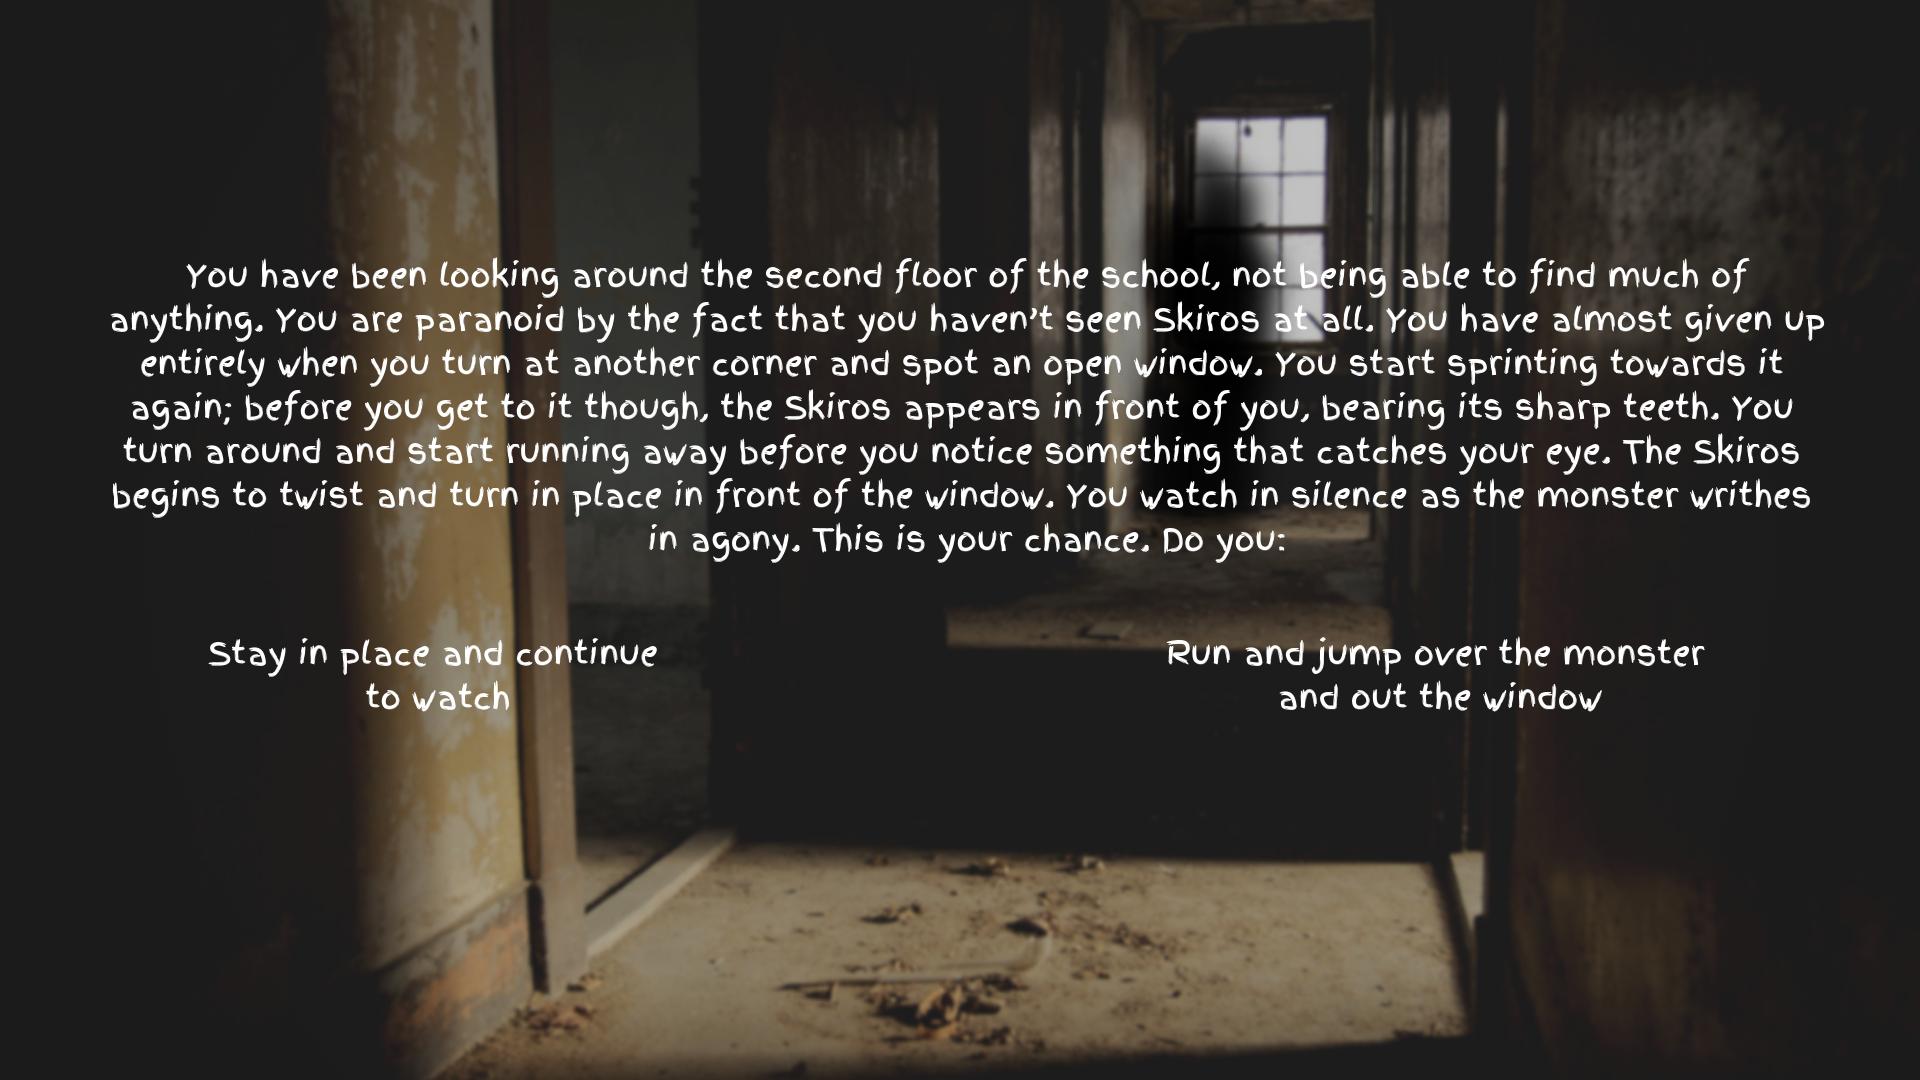 You have been looking around the second floor of the school, not being able to find much of
anything. You are paranoid by the fact that you haven't seen Skiros at all. You have almost given up
entirely when you turn at another corner and spot an open window. You start sprinting towards it
again; before you get to it though, the Skiros appears in front of you, bearing its sharp teeth. You
turn around and start running away before you notice something that catches your eye. The Skiros
begins to twist and turn in place in front of the window. You watch in silence as the monster writhes
in agony. This is your chance. Do you:
Stay in place and continue
to watch
Run and jump over the monster
and out the window